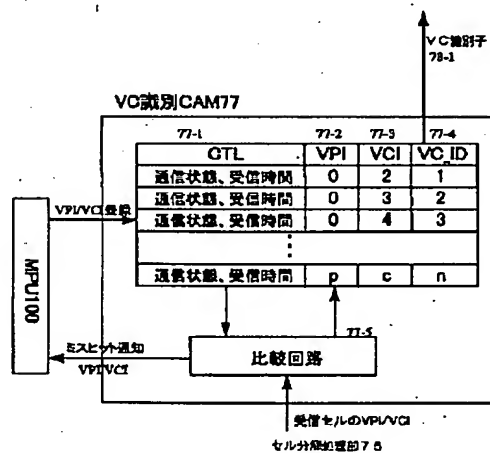 VC識別子
78-1
VC識別CAM77
77-1 77-2 77-3 77-4
CTL VPI VCI VC_ID
通信状態、受信時間 0 2 1
通信状態、受信時間 0 3 2
通信状態、受信時間 0 4 3
⋮
通信状態、受信時間 p c n
VPI/VCI登録
MPU100
ミスヒット通知
VPI/VCI
77-5
比較回路
受信セルのVPI/VCI
セル分解処理部75